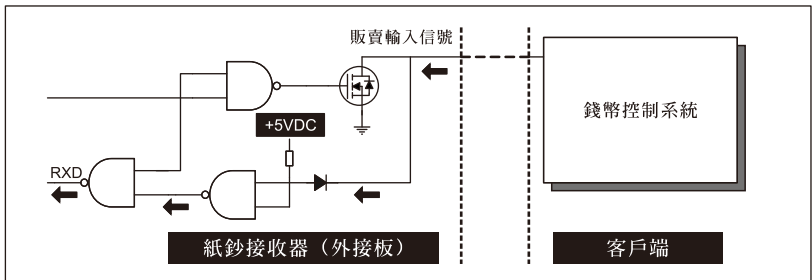 販賣輸入信號
+5VDC
錢幣控制系統
RXD
紙鈔接收器（外接板）
客戶端